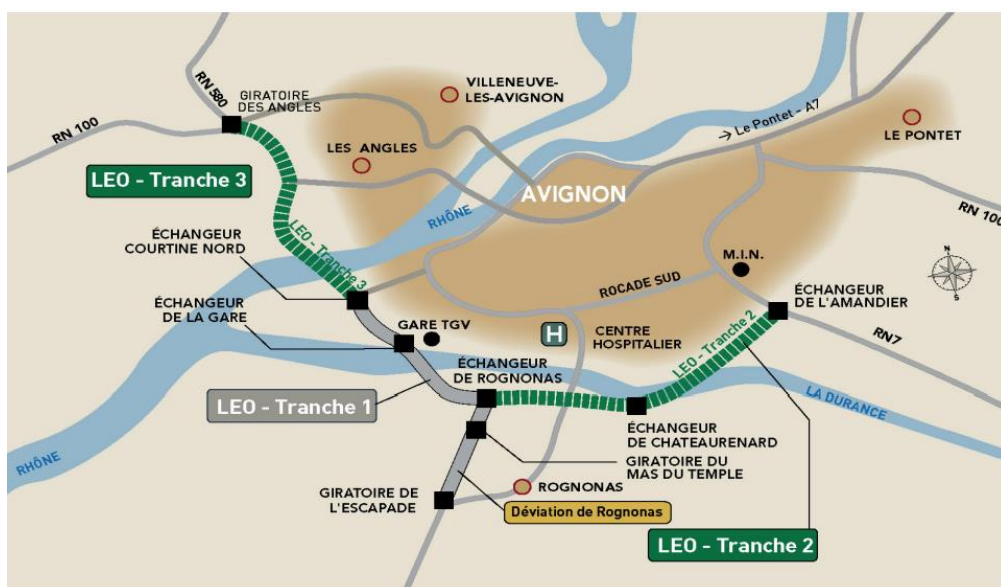 RN 580
GIRATOIRE
DES ANGLES
RN 100
VILLENEUVE-
LES-AVIGNON
→ Le Pontet - A7
LE PONTET
LES ANGLES
LEO - Tranche 3
AVIGNON
RHÔNE
RN 100
ÉCHANGEUR
COURTINE NORD
LEO - Tranche 3
M.I.N.
N
S
ROCADE SUD
ÉCHANGEUR
DE L'AMANDIER
ÉCHANGEUR
DE LA GARE
GARE TGV
H
CENTRE
HOSPITALIER
LEO - Tranche 2
RN7
ÉCHANGEUR
DE ROGNONAS
LEO - Tranche 1
LA DURANCE
ÉCHANGEUR
DE CHATEAURENARD
GIRATOIRE DU
MAS DU TEMPLE
RHÔNE
ROGNONAS
GIRATOIRE DE
L'ESCAPADE
Déviation de Rognonas
LEO - Tranche 2